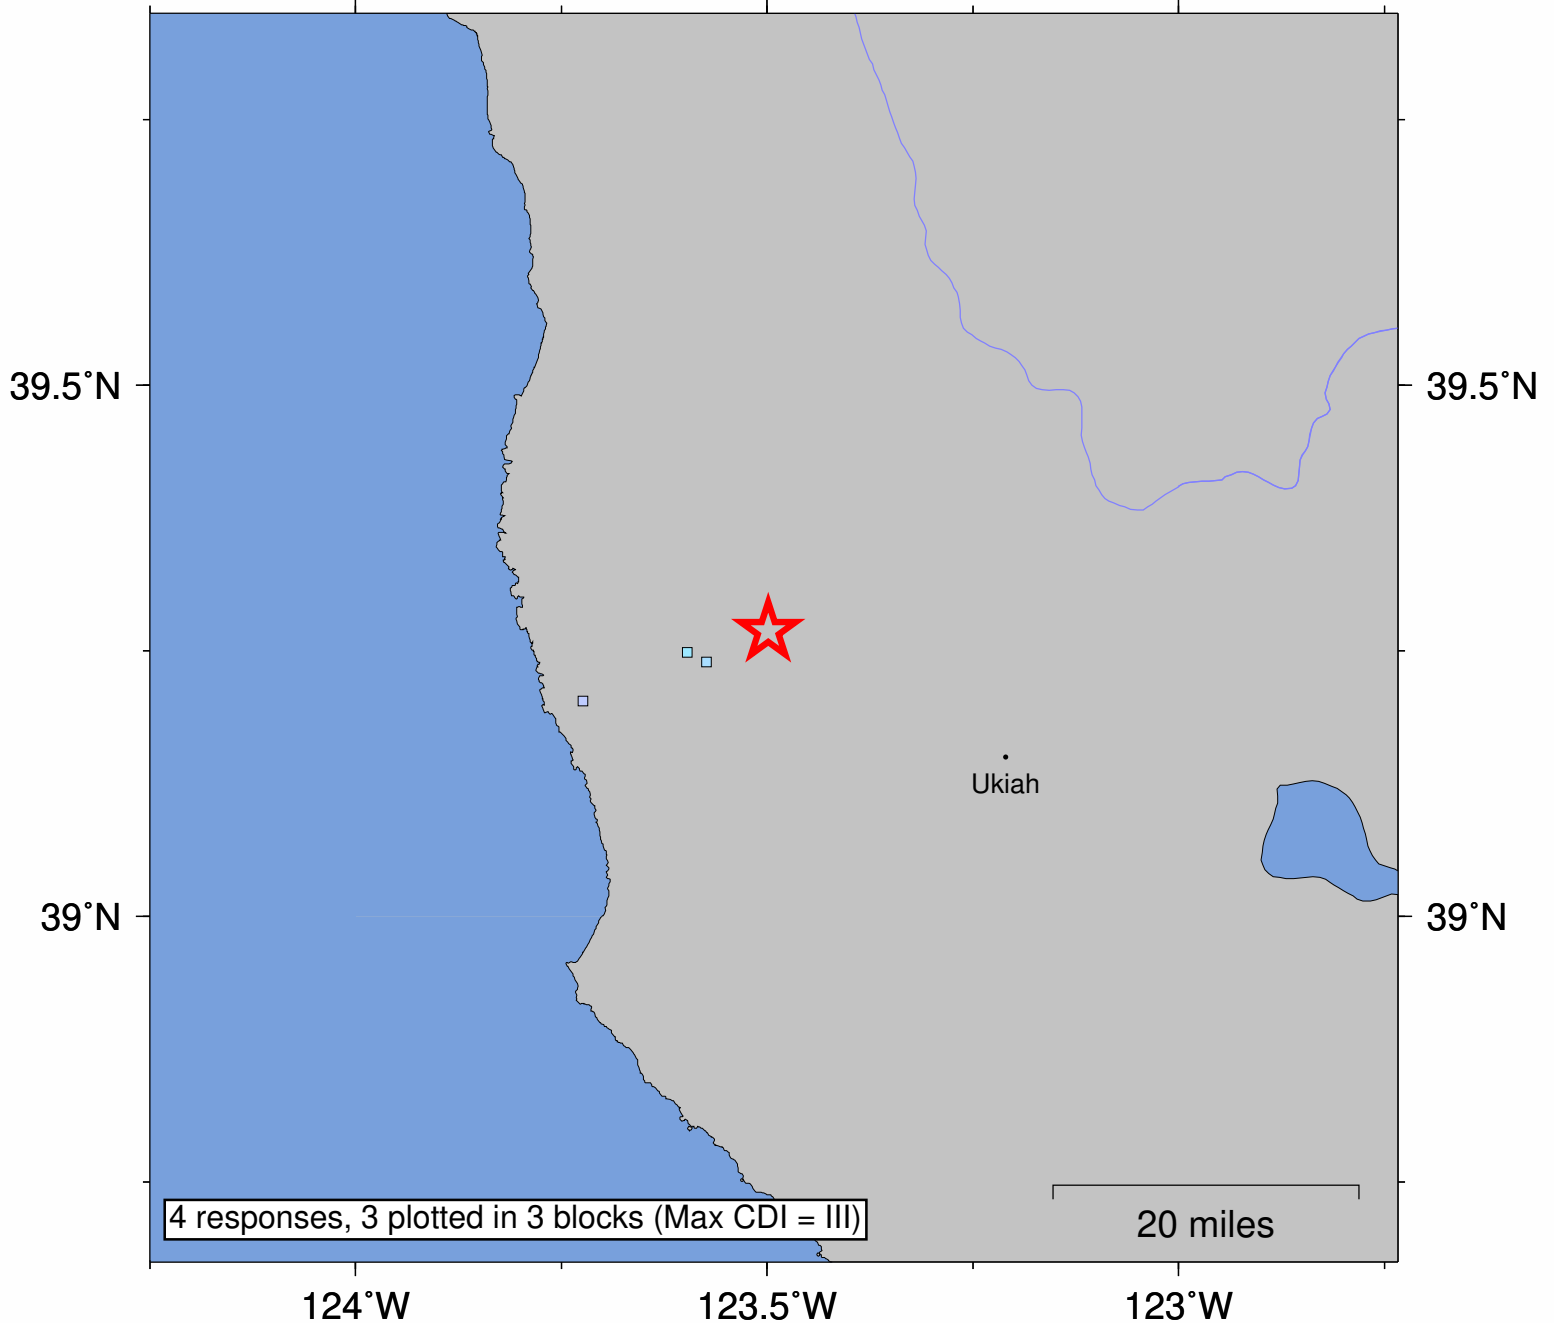 39.5˚N
39.5˚N
Ukiah
39˚N
39˚N
4 responses, 3 plotted in 3 blocks (Max CDI = III)
20 miles
124˚W
123.5˚W
123˚W